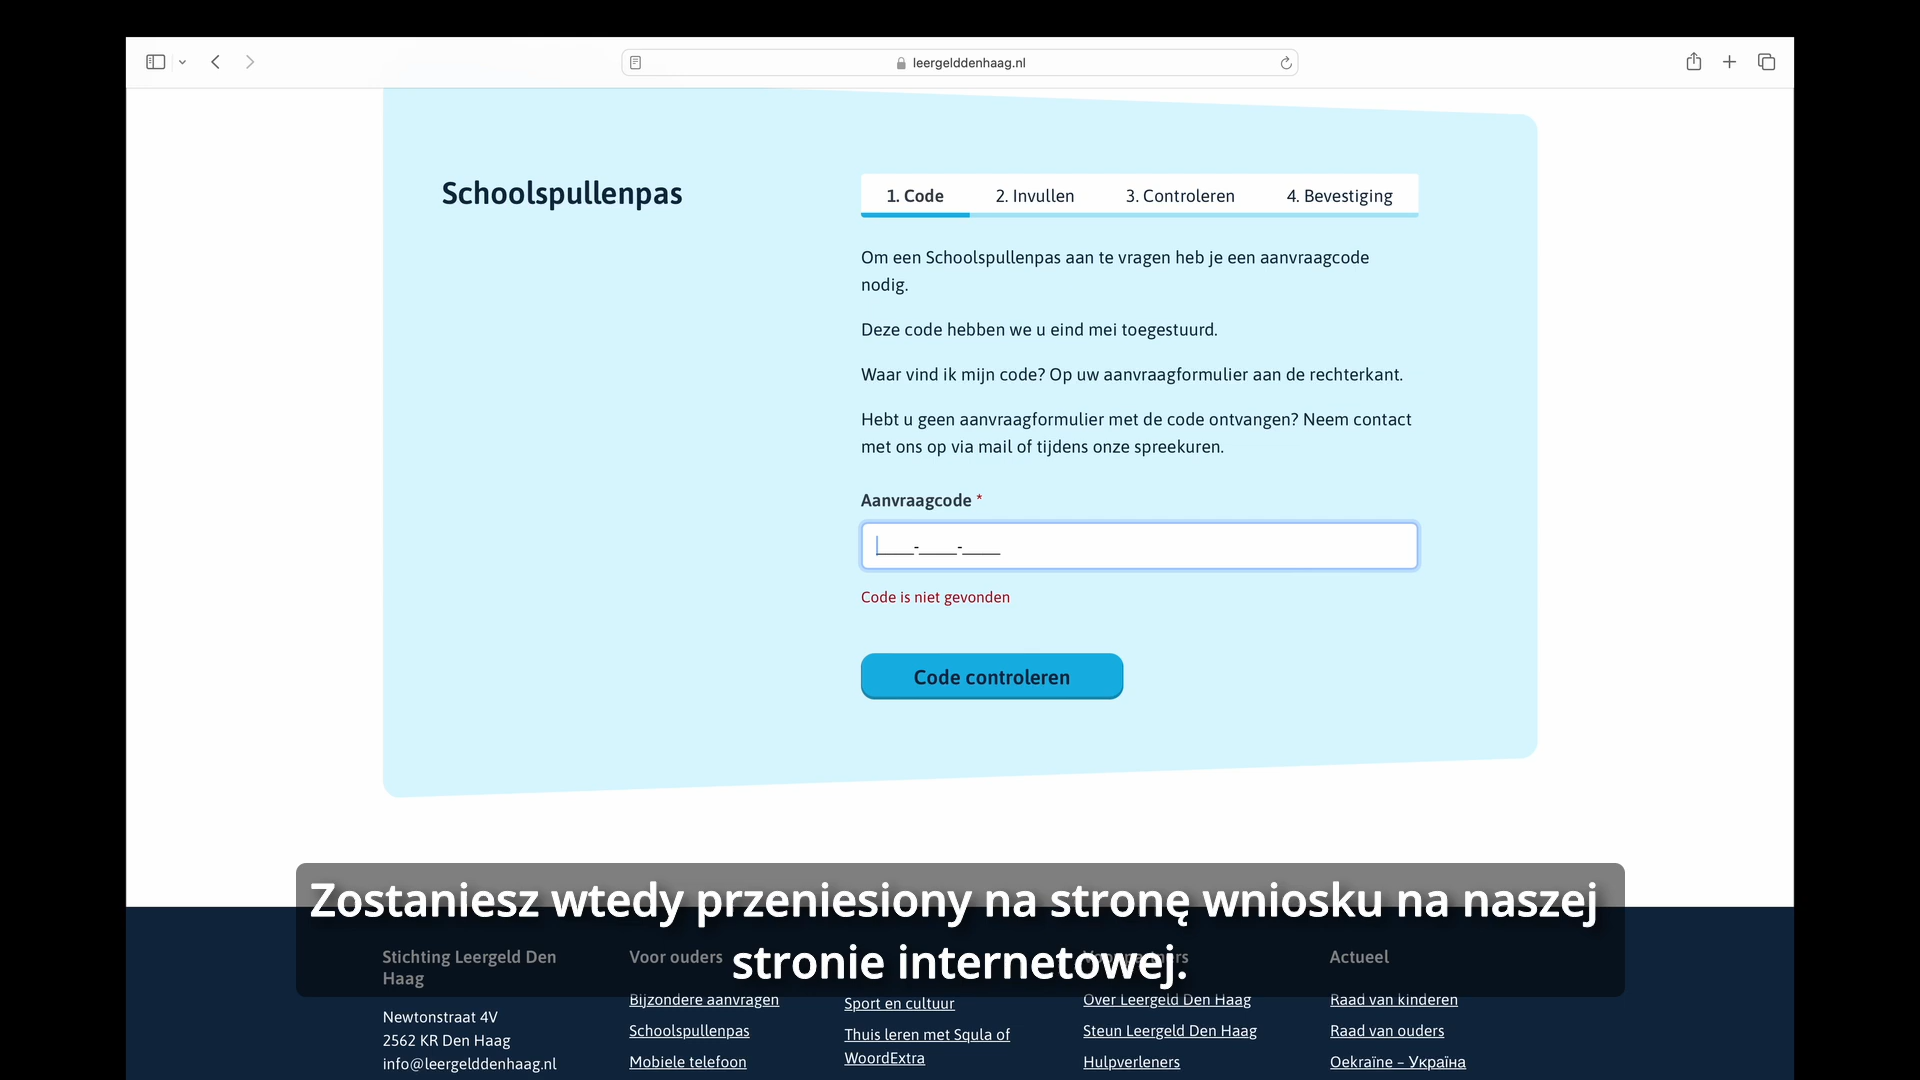 leergelddenhaag.nl
Schoolspullenpas
1. Code
2. Invullen
3. Controleren
4. Bevestiging
Om een Schoolspullenpas aan te vragen heb je een aanvraagcode
nodig.
Deze code hebben we u eind mei toegestuurd.
Waar vind ik mijn code? Op uw aanvraagformulier aan de rechterkant.
Hebt u geen aanvraagformulier met de code ontvangen? Neem contact
met ons op via mail of tijdens onze spreekuren.
Aanvraagcode *
____-____-____
Code is niet gevonden
Code controleren
Zostaniesz wtedy przeniesiony na stronę wniosku na naszej
stronie internetowej.
Stichting Leergeld Den
Haag
Newtonstraat 4V
2562 KR Den Haag
info@leergelddenhaag.nl
Voor ouders
Bijzondere aanvragen
Schoolspullenpas
Mobiele telefoon
Sport en cultuur
Thuis leren met Squla of
WoordExtra
Over Leergeld Den Haag
Steun Leergeld Den Haag
Hulpverleners
Actueel
Raad van kinderen
Raad van ouders
Oekraïne – Україна